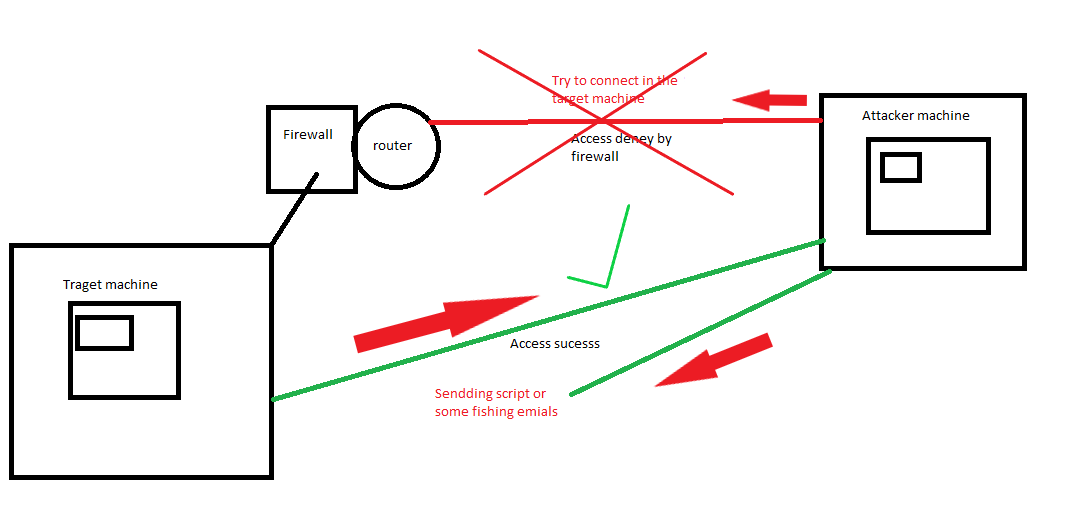 Try to connect in the
target machine
Attacker machine
Firewall
router
Access deney by
firewall
Traget machine
Access sucesss
Sendding script or
some fishing emials